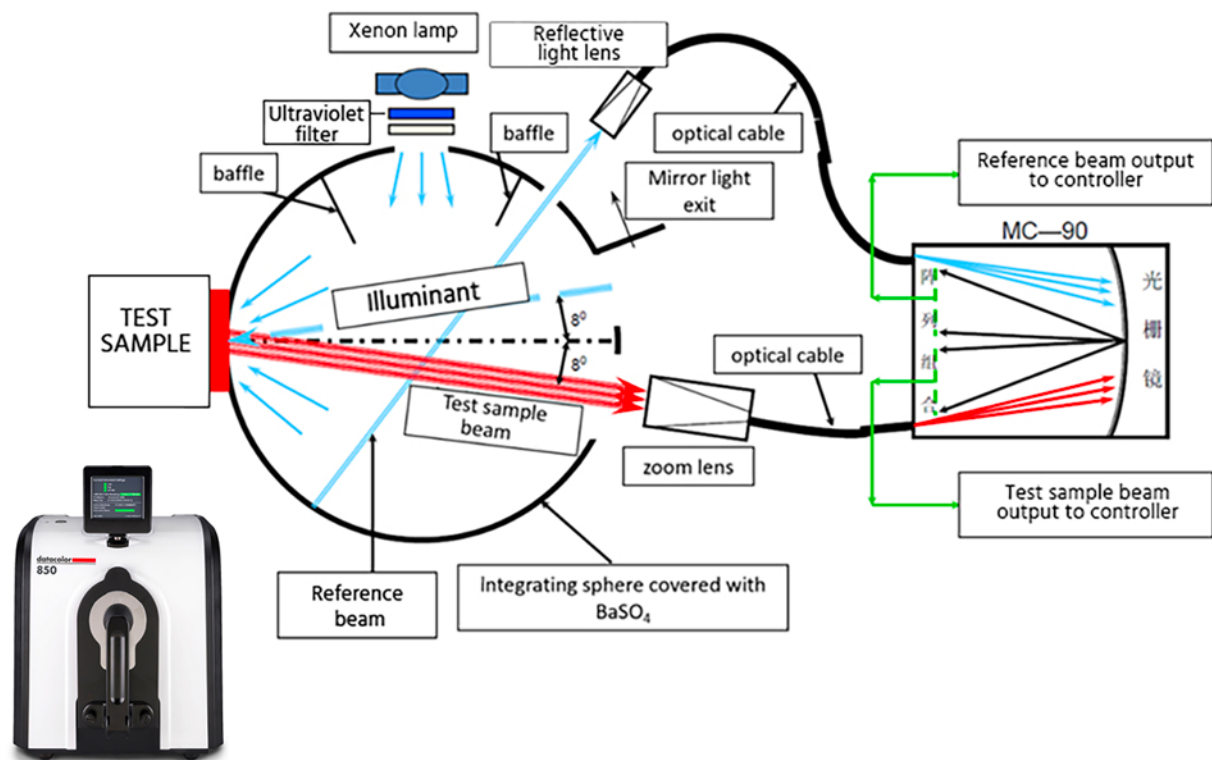 Xenon lamp
Reflective
light lens
Ultraviolet
filter
baffle
baffle
optical cable
Mirror light
exit
Reference beam output
to controller
MC—90
TEST
SAMPLE
Illuminant
8⁰
8⁰
阵
列
组
合
光
栅
镜
optical cable
Test sample
beam
zoom lens
Test sample beam
output to controller
Reference
beam
Integrating sphere covered with
BaSO₄
datacolor
850